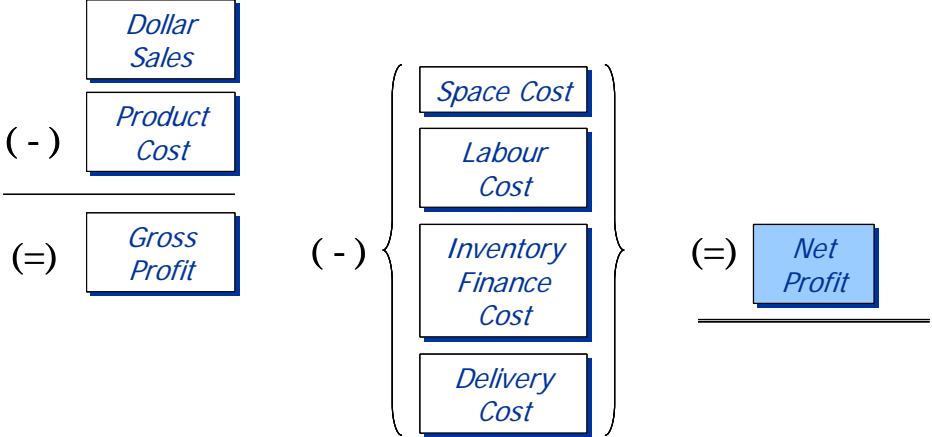 Dollar
Sales
( - )
Product
Cost
(=)
Gross
Profit
( - )
Space Cost
Labour
Cost
Inventory
Finance
Cost
Delivery
Cost
(=)
Net
Profit